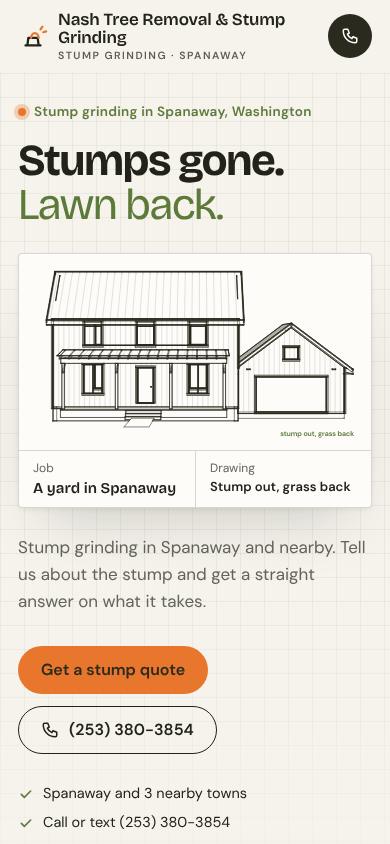 Nash Tree Removal & Stump
Grinding
STUMP GRINDING · SPANAWAY
Stump grinding in Spanaway, Washington
Stumps gone.
Lawn back.
stump out, grass back
Job
A yard in Spanaway
Drawing
Stump out, grass back
Stump grinding in Spanaway and nearby. Tell
us about the stump and get a straight
answer on what it takes.
Get a stump quote
(253) 380-3854
Spanaway and 3 nearby towns
Call or text (253) 380-3854